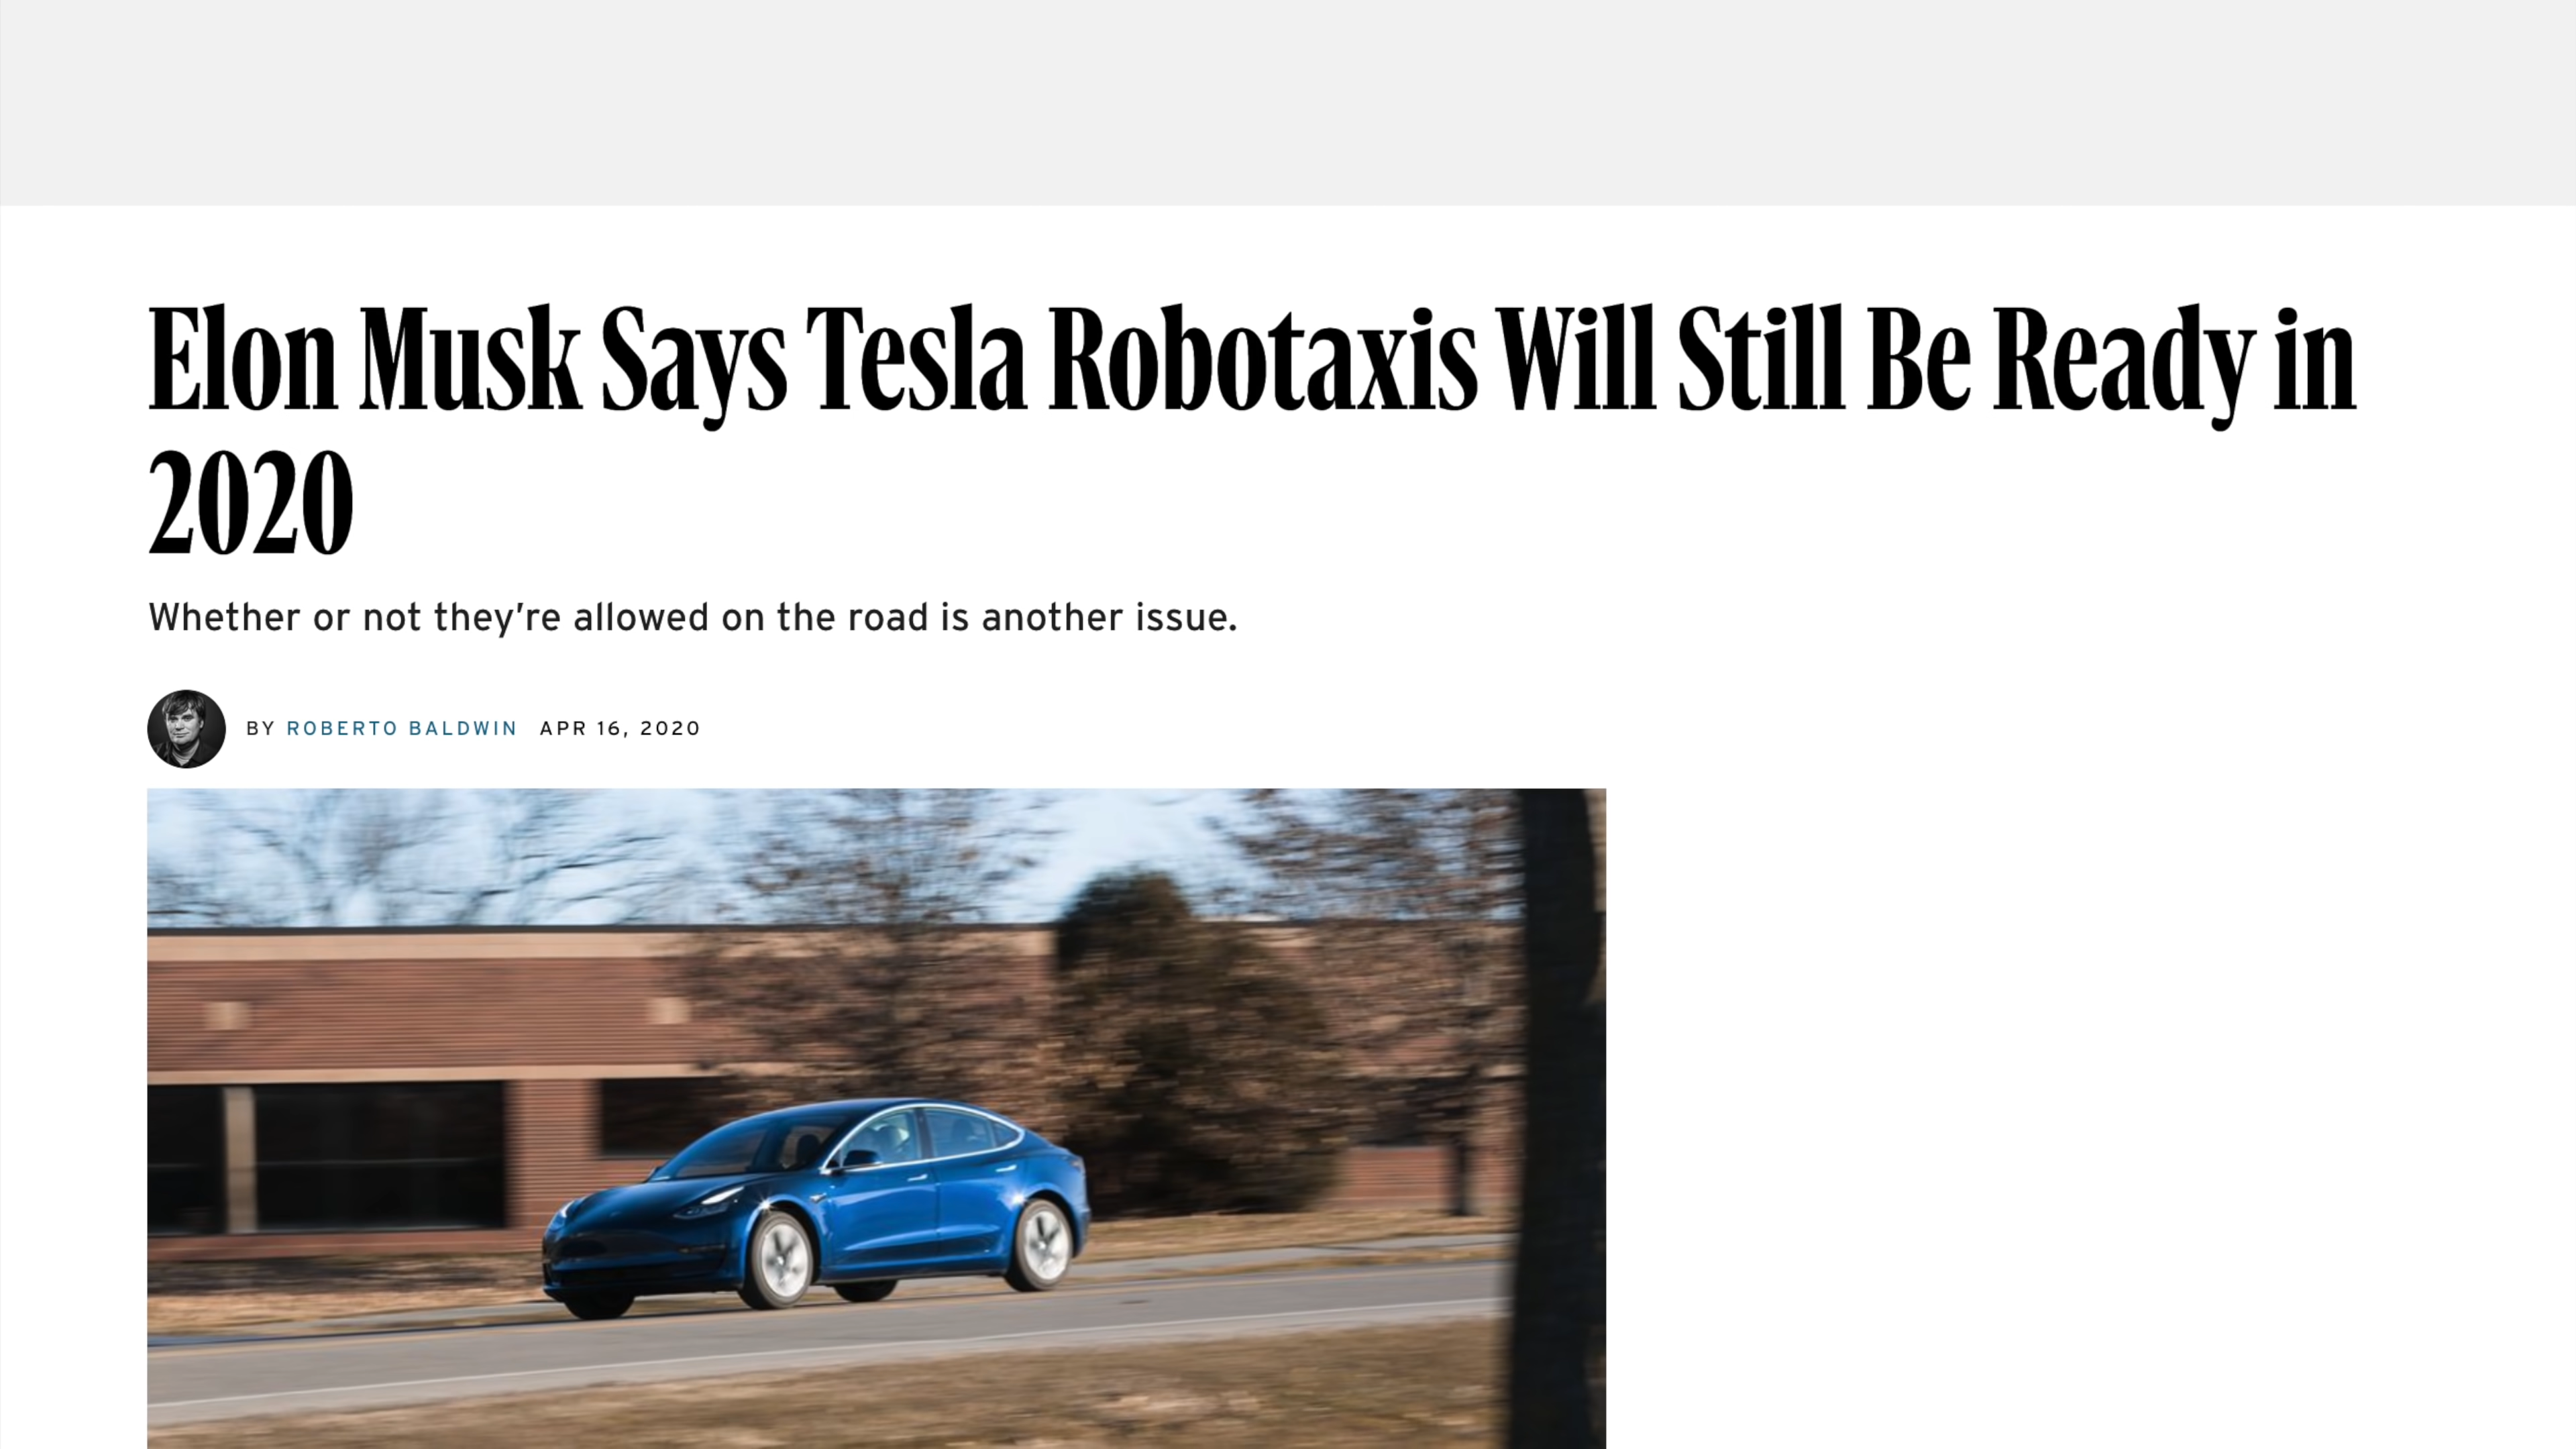 Elon Musk Says Tesla Robotaxis Will Still Be Ready in
2020
Whether or not they're allowed on the road is another issue.
BY ROBERTO BALDWIN APR 16, 2020